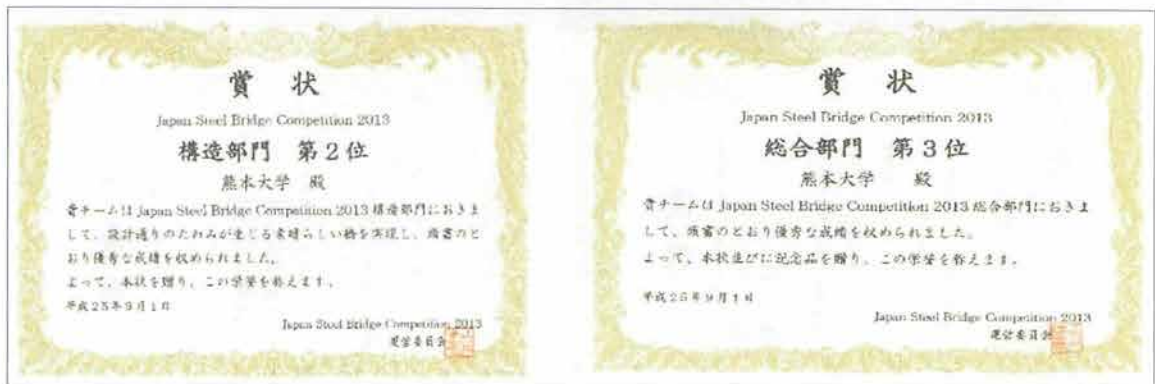 賞状
Japan Steel Bridge Competition 2013
構造部門 第2位
熊本大学 殿
貴チームは Japan Steel Bridge Competition 2013 構造部門におきま
して、設計通りのたわみが生じる素晴らしい橋を実現し、頭書のと
おり優秀な成績を収められました。
よって、本状を贈り、この栄誉を称えます。
平成25年9月1日
Japan Steel Bridge Competition 2013
運営委員会
賞状
Japan Steel Bridge Competition 2013
総合部門 第3位
熊本大学 殿
貴チームは Japan Steel Bridge Competition 2013 総合部門におきま
して、頭書のとおり優秀な成績を収められました。
よって、本状並びに記念品を贈り、この栄誉を称えます。
平成25年9月1日
Japan Steel Bridge Competition 2013
運営委員会